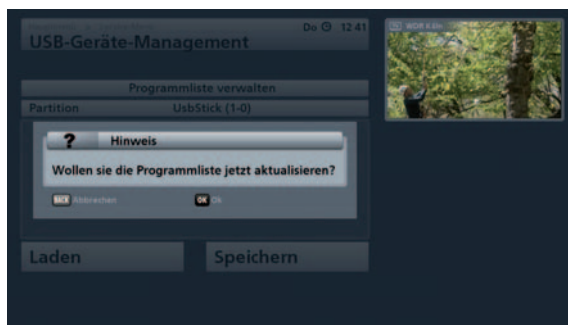 Do 12 41
USB-Geräte-Management
Programmliste verwalten
Partition UsbStick (1-0)
? Hinweis
Wollen sie die Programmliste jetzt aktualisieren?
BACK Abbrechen OK Ok
Laden Speichern